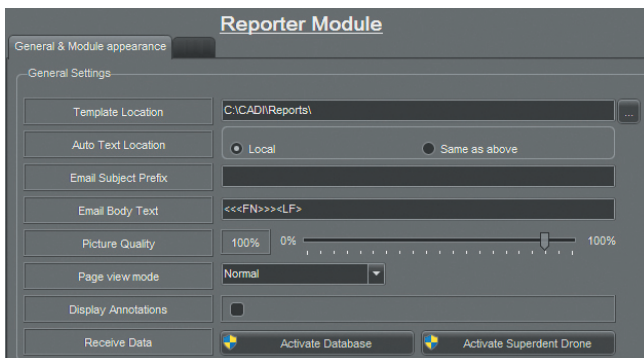 Reporter Module
General & Module appearance
General Settings
Template Location C:\CADI\Reports\ ...
Auto Text Location Local Same as above
Email Subject Prefix
Email Body Text <<<FN>>><LF>
Picture Quality 100% 0% 100%
Page view mode Normal
Display Annotations
Receive Data Activate Database Activate Superdent Drone